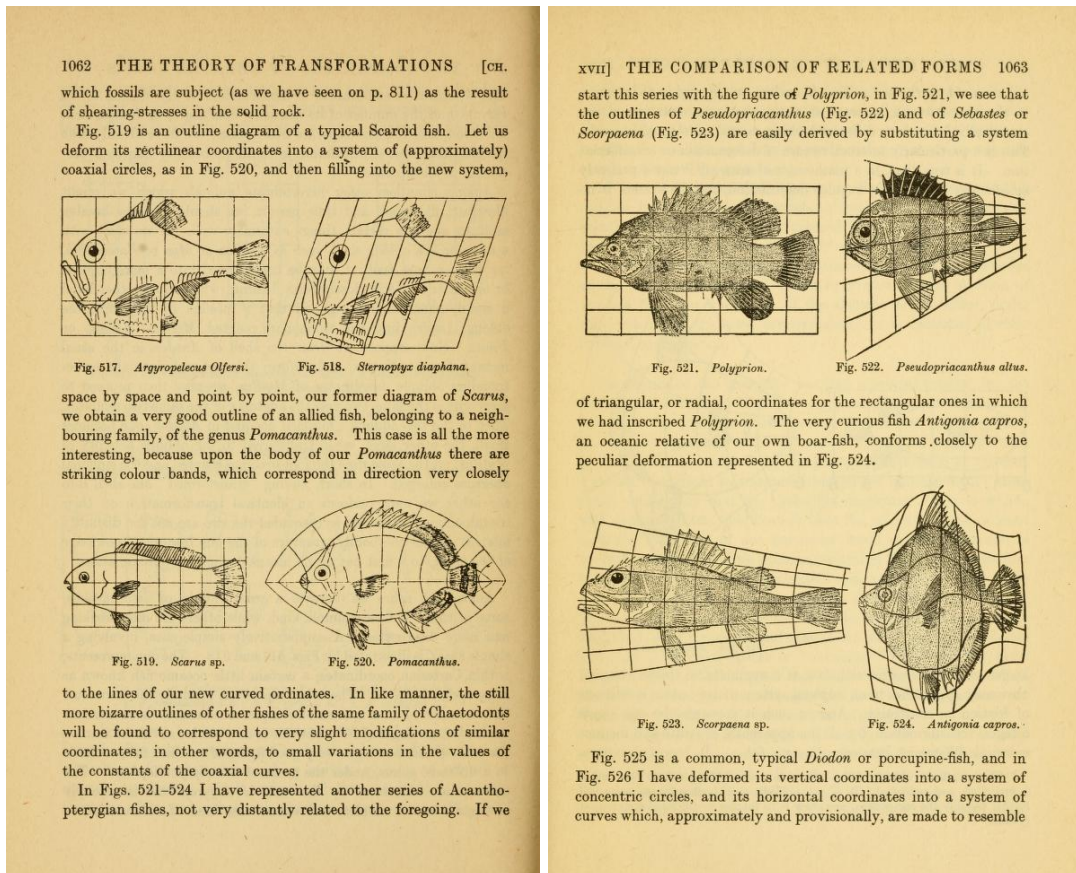 1062 THE THEORY OF TRANSFORMATIONS [CH.
which fossils are subject (as we have seen on p. 811) as the result
of shearing-stresses in the solid rock.
Fig. 519 is an outline diagram of a typical Scaroid fish. Let us
deform its rectilinear coordinates into a system of (approximately)
coaxial circles, as in Fig. 520, and then filling into the new system,
Fig. 517. Argyropelecus Olfersi.
Fig. 518. Sternoptyx diaphana.
space by space and point by point, our former diagram of Scarus,
we obtain a very good outline of an allied fish, belonging to a neigh-
bouring family, of the genus Pomacanthus. This case is all the more
interesting, because upon the body of our Pomacanthus there are
striking colour bands, which correspond in direction very closely
Fig. 519. Scarus sp.
Fig. 520. Pomacanthus.
to the lines of our new curved ordinates. In like manner, the still
more bizarre outlines of other fishes of the same family of Chaetodonts
will be found to correspond to very slight modifications of similar
coordinates; in other words, to small variations in the values of
the constants of the coaxial curves.
In Figs. 521–524 I have represented another series of Acantho-
pterygian fishes, not very distantly related to the foregoing. If we
XVII] THE COMPARISON OF RELATED FORMS 1063
start this series with the figure of Polyprion, in Fig. 521, we see that
the outlines of Pseudopriacanthus (Fig. 522) and of Sebastes or
Scorpaena (Fig. 523) are easily derived by substituting a system
Fig. 521. Polyprion.
Fig. 522. Pseudopriacanthus altus.
of triangular, or radial, coordinates for the rectangular ones in which
we had inscribed Polyprion. The very curious fish Antigonia capros,
an oceanic relative of our own boar-fish, conforms closely to the
peculiar deformation represented in Fig. 524.
Fig. 523. Scorpaena sp.
Fig. 524. Antigonia capros.
Fig. 525 is a common, typical Diodon or porcupine-fish, and in
Fig. 526 I have deformed its vertical coordinates into a system of
concentric circles, and its horizontal coordinates into a system of
curves which, approximately and provisionally, are made to resemble